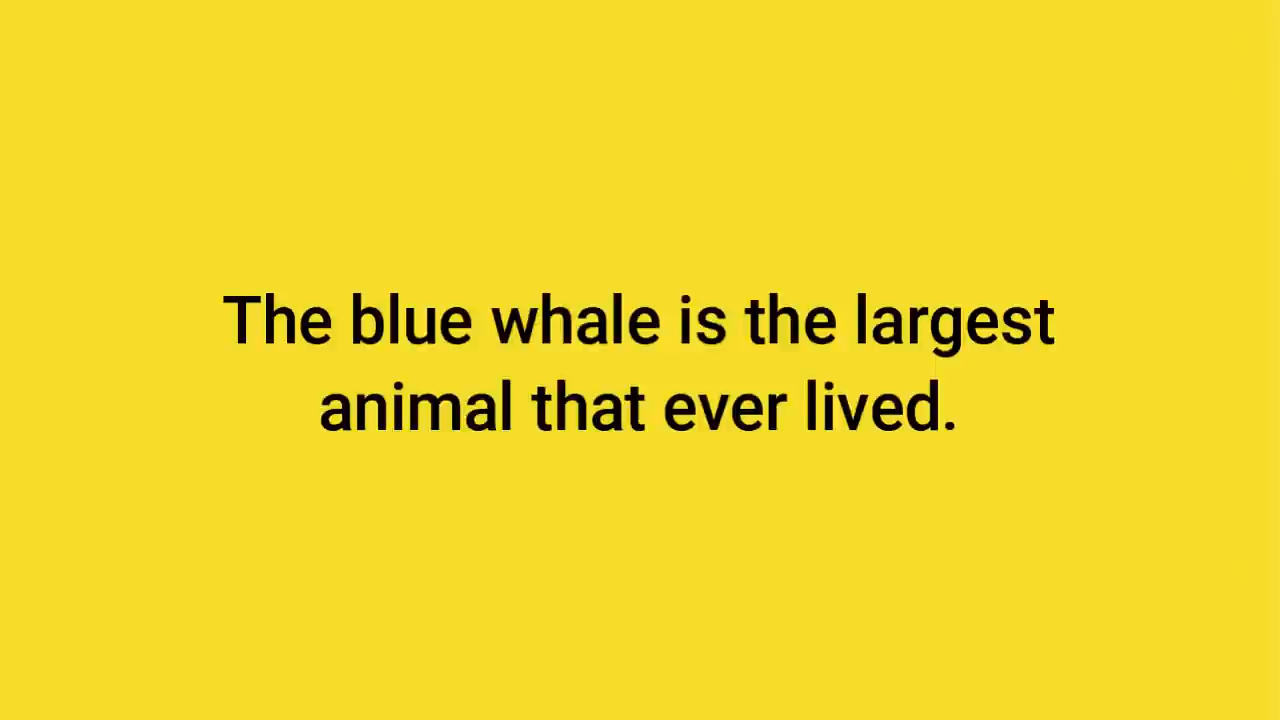 The blue whale is the largest
animal that ever lived.